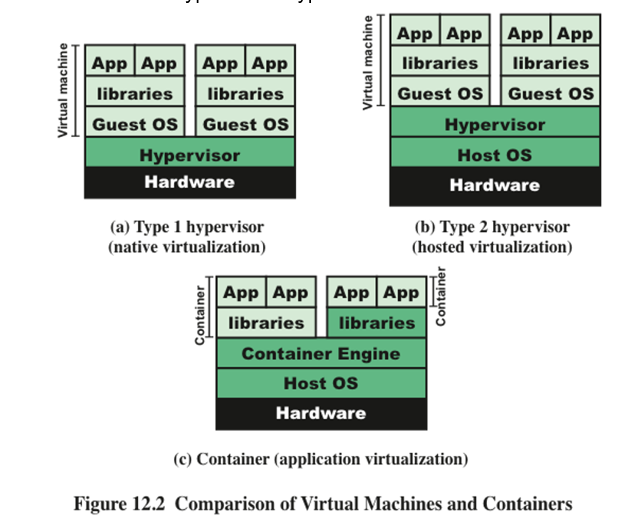 Virtual machine
App App App App
libraries libraries
Guest OS Guest OS
Hypervisor
Hardware
(a) Type 1 hypervisor
(native virtualization)
Virtual machine
App App App App
libraries libraries
Guest OS Guest OS
Hypervisor
Host OS
Hardware
(b) Type 2 hypervisor
(hosted virtualization)
Container
App App App App
Container
libraries libraries
Container Engine
Host OS
Hardware
(c) Container (application virtualization)
Figure 12.2 Comparison of Virtual Machines and Containers